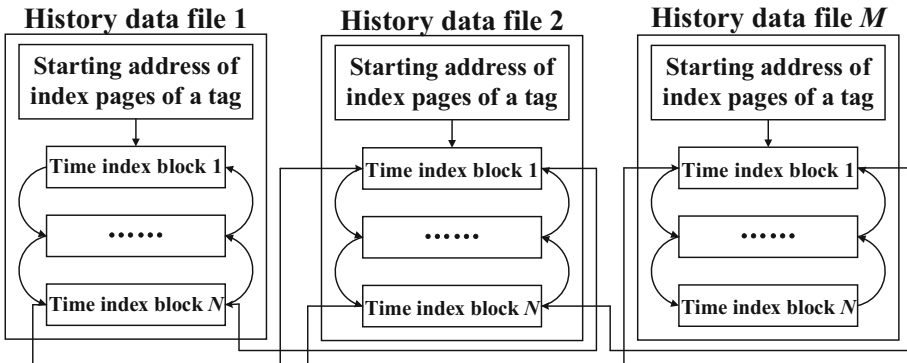 History data file 1
Starting address of
index pages of a tag
Time index block 1
••••••
Time index block N
History data file 2
Starting address of
index pages of a tag
Time index block 1
••••••
Time index block N
History data file M
Starting address of
index pages of a tag
Time index block 1
••••••
Time index block N